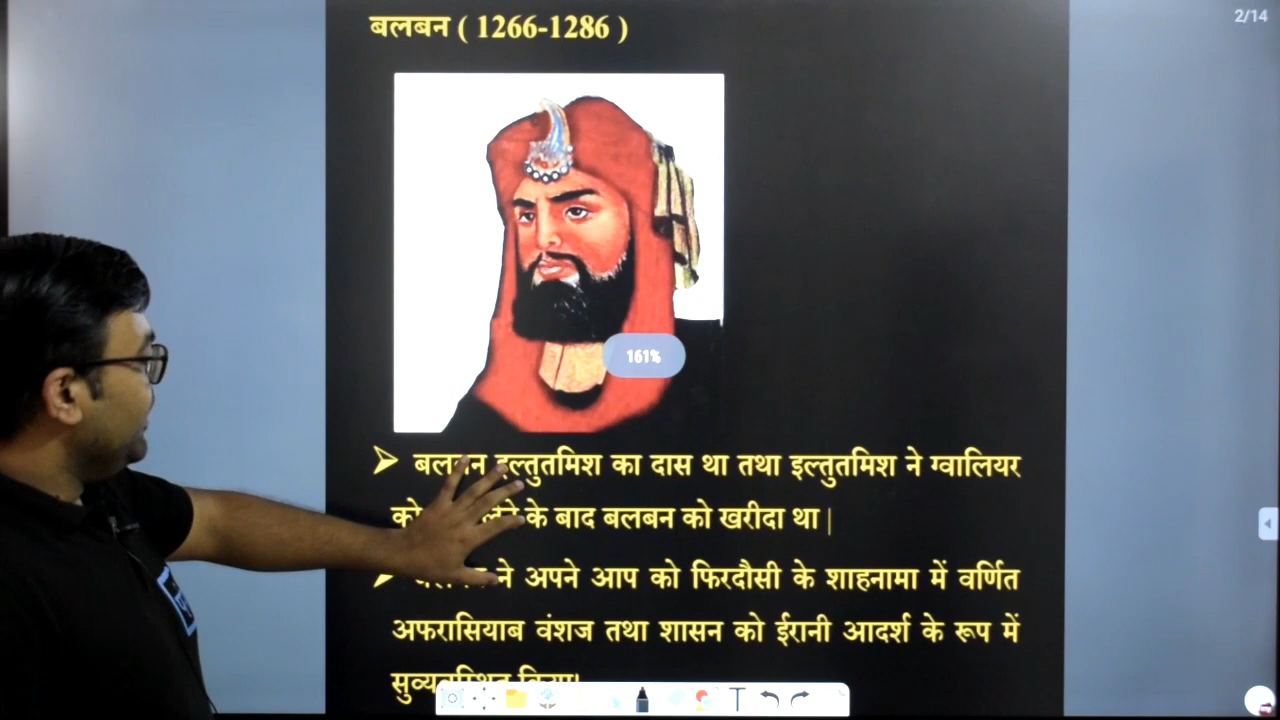 2/14
बलबन ( 1266-1286 )
161%
➢ बलबन इल्तुतमिश का दास था तथा इल्तुतमिश ने ग्वालियर
को के बाद बलबन को खरीदा था |
ने अपने आप को फिरदौसी के शाहनामा में वर्णित
अफरासियाब वंशज तथा शासन को ईरानी आदर्श के रूप में
T